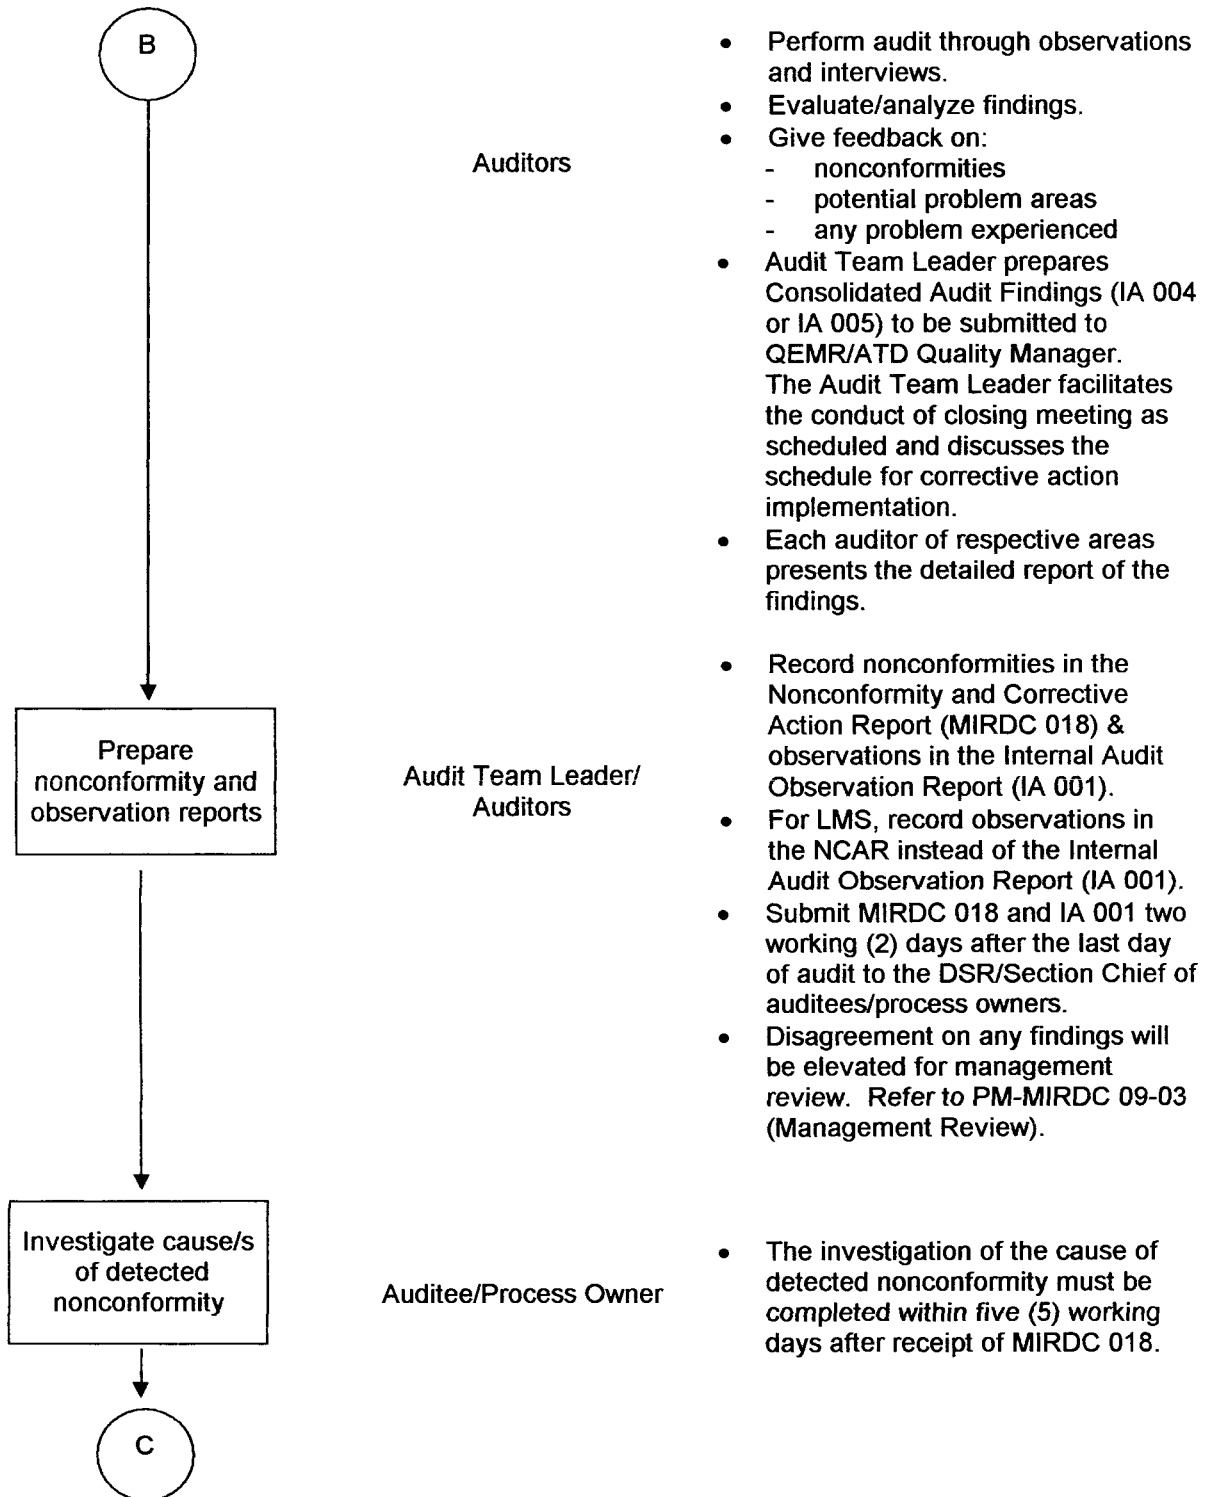 B
Auditors
• Perform audit through observations
and interviews.
• Evaluate/analyze findings.
• Give feedback on:
- nonconformities
- potential problem areas
- any problem experienced
• Audit Team Leader prepares
Consolidated Audit Findings (IA 004
or IA 005) to be submitted to
QEMR/ATD Quality Manager.
The Audit Team Leader facilitates
the conduct of closing meeting as
scheduled and discusses the
schedule for corrective action
implementation.
• Each auditor of respective areas
presents the detailed report of the
findings.
Prepare
nonconformity and
observation reports
Audit Team Leader/
Auditors
• Record nonconformities in the
Nonconformity and Corrective
Action Report (MIRDC 018) &
observations in the Internal Audit
Observation Report (IA 001).
• For LMS, record observations in
the NCAR instead of the Internal
Audit Observation Report (IA 001).
• Submit MIRDC 018 and IA 001 two
working (2) days after the last day
of audit to the DSR/Section Chief of
auditees/process owners.
• Disagreement on any findings will
be elevated for management
review. Refer to PM-MIRDC 09-03
(Management Review).
Investigate cause/s
of detected
nonconformity
Auditee/Process Owner
• The investigation of the cause of
detected nonconformity must be
completed within five (5) working
days after receipt of MIRDC 018.
C